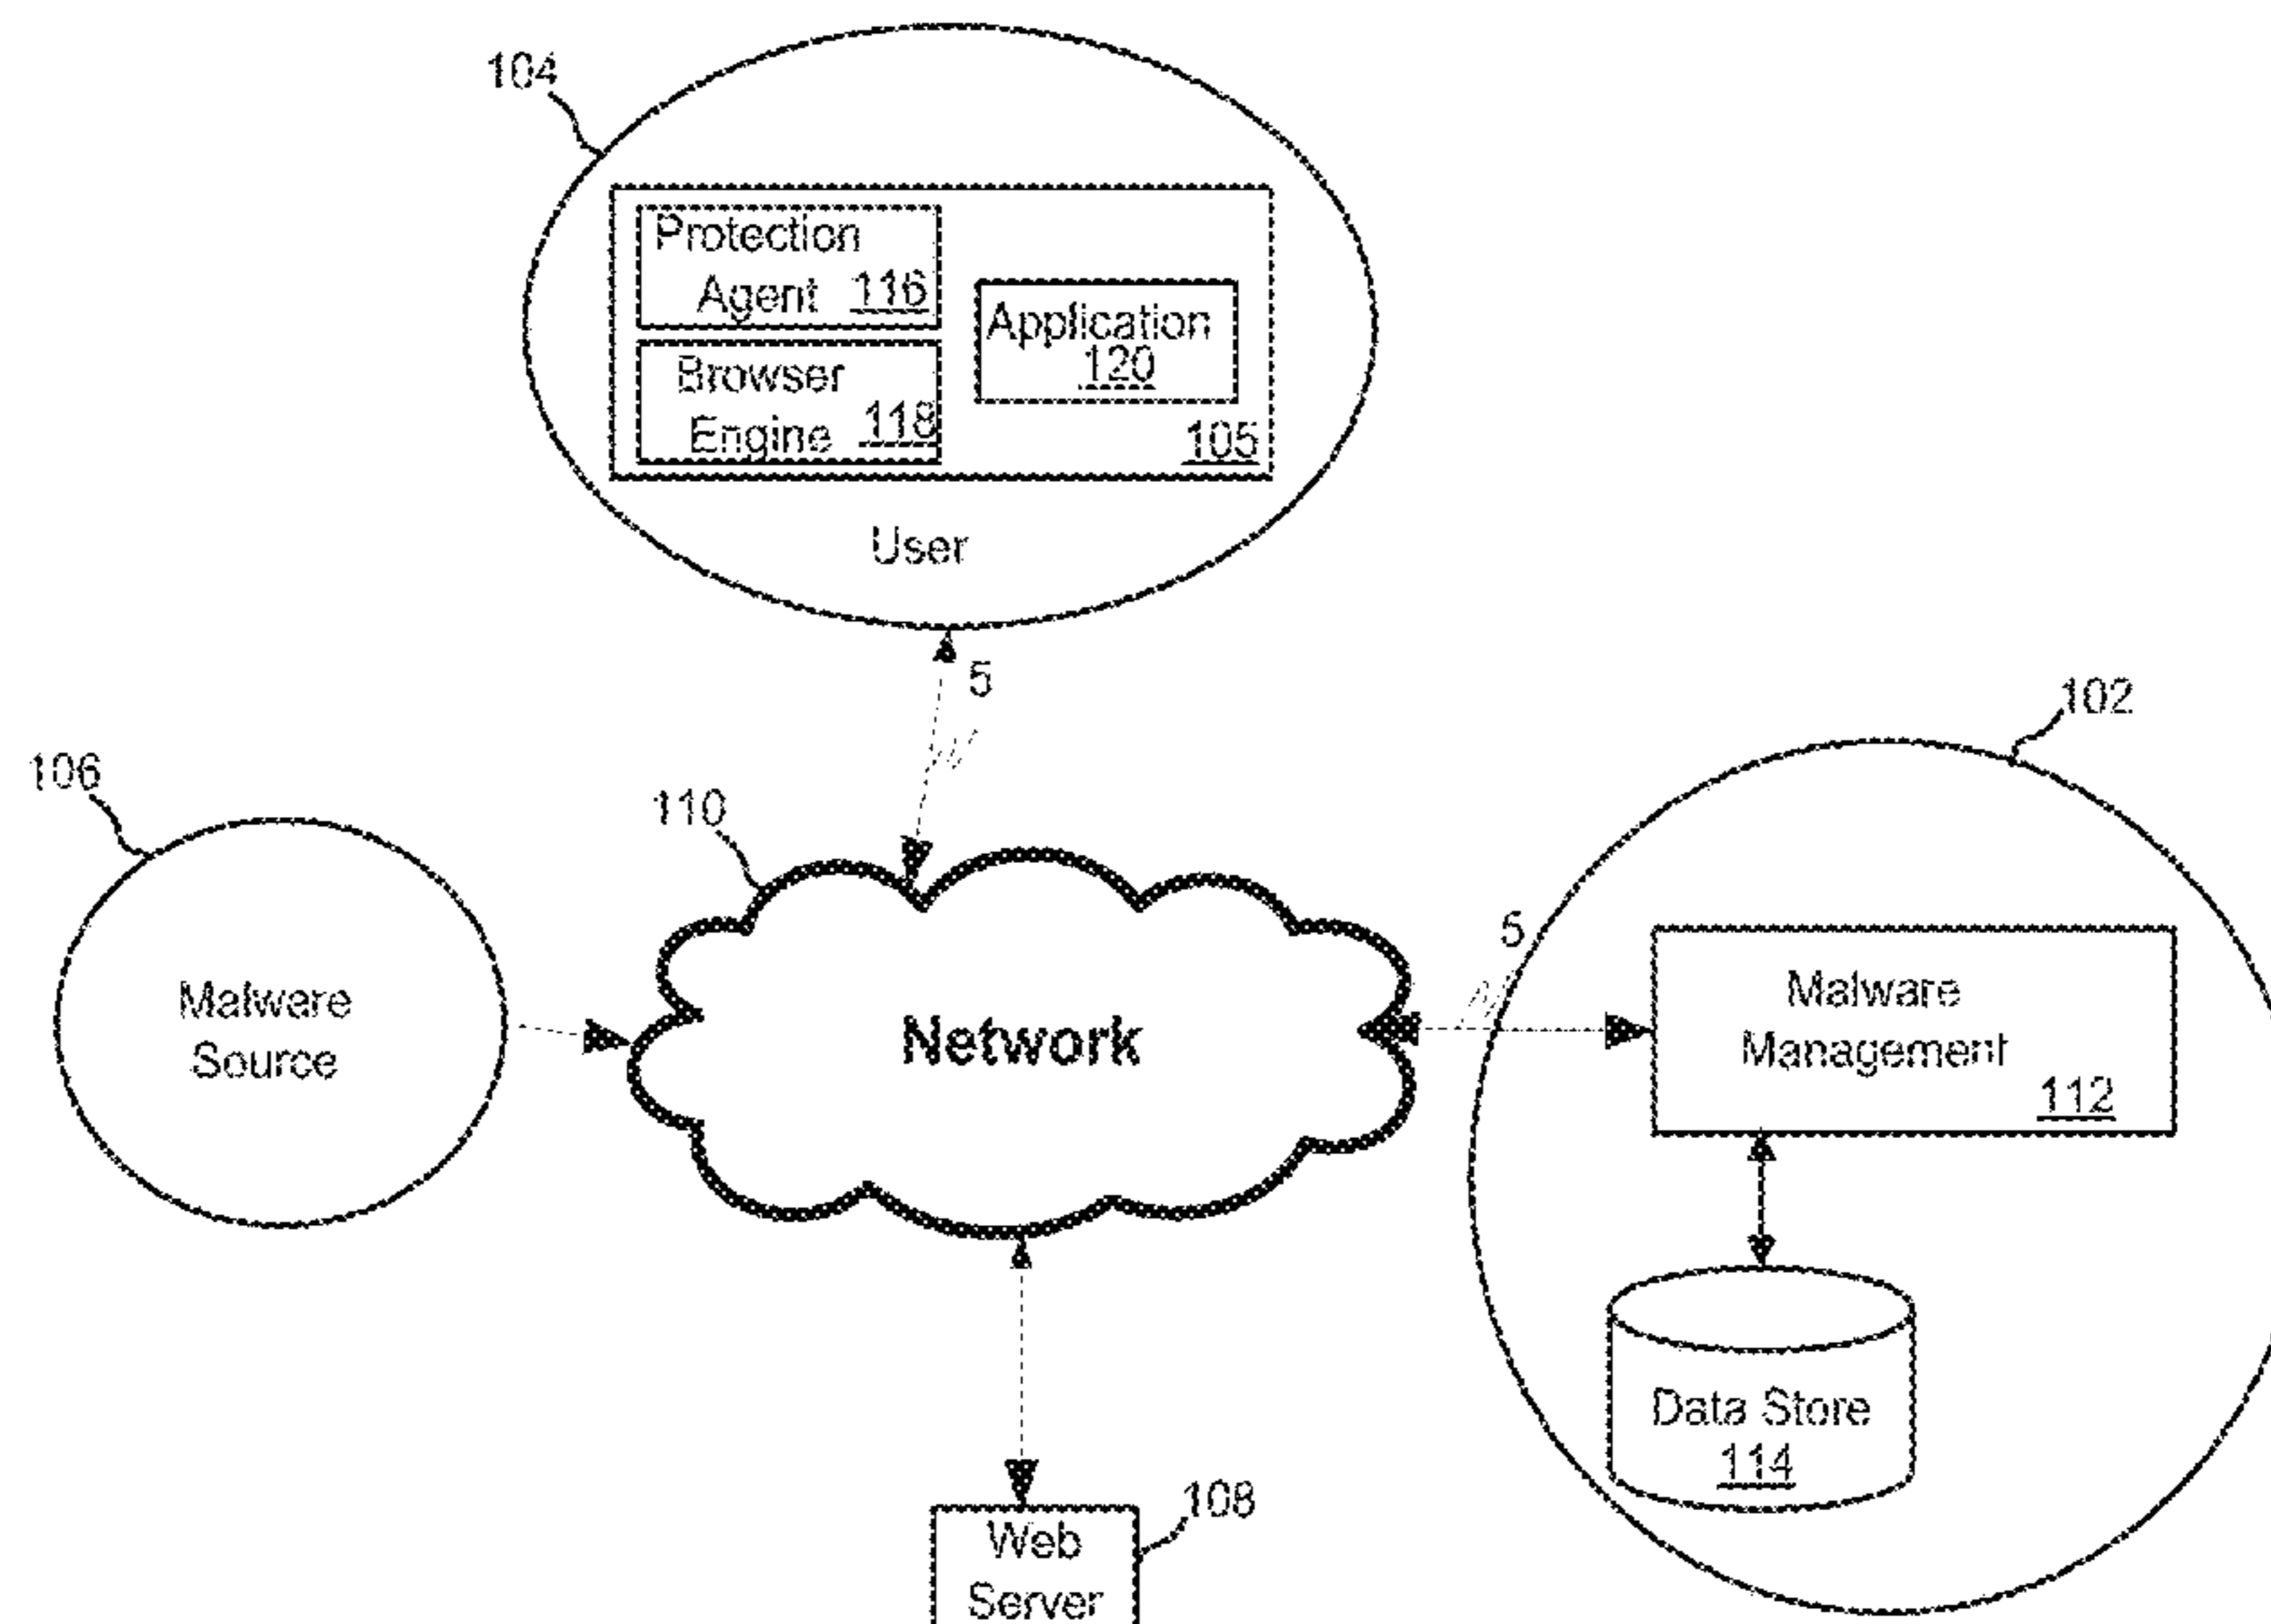 104
Protection
Agent 116
Application
120
Browser
Engine 118
105
User
5
102
106
110
5
Malware
Source
Network
Malware
Management
112
Data Store
114
108
Web
Server